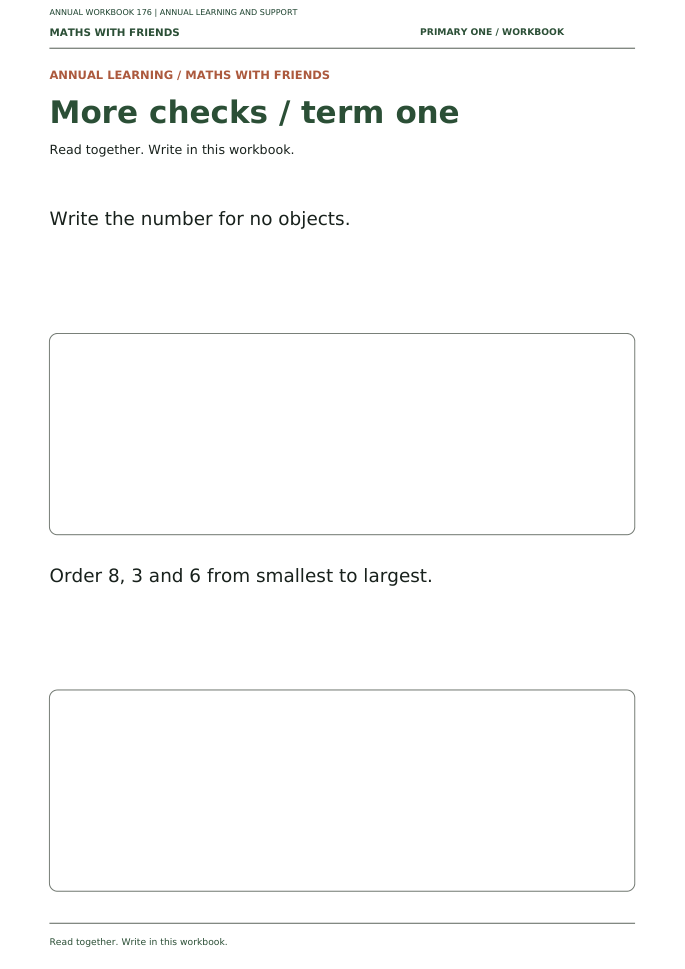 ANNUAL WORKBOOK 176 | ANNUAL LEARNING AND SUPPORT
MATHS WITH FRIENDS
PRIMARY ONE / WORKBOOK
ANNUAL LEARNING / MATHS WITH FRIENDS
More checks / term one
Read together. Write in this workbook.
Write the number for no objects.
Order 8, 3 and 6 from smallest to largest.
Read together. Write in this workbook.